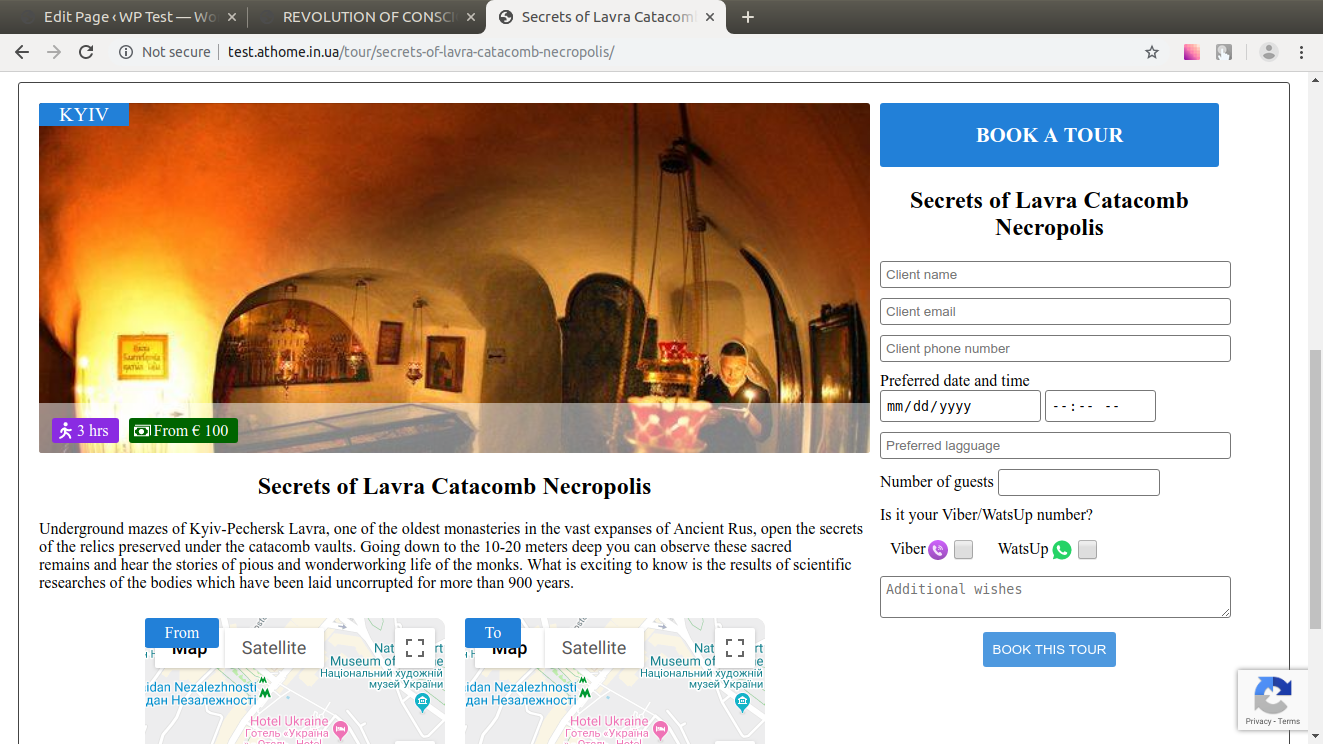 Edit Page ‹ WP Test — Wo
REVOLUTION OF CONSCI
Secrets of Lavra Catacom
Not secure
test.athome.in.ua/tour/secrets-of-lavra-catacomb-necropolis/
KYIV
3 hrs
From € 100
Secrets of Lavra Catacomb Necropolis
Underground mazes of Kyiv-Pechersk Lavra, one of the oldest monasteries in the vast expanses of Ancient Rus, open the secrets
of the relics preserved under the catacomb vaults. Going down to the 10-20 meters deep you can observe these sacred
remains and hear the stories of pious and wonderworking life of the monks. What is exciting to know is the results of scientific
researches of the bodies which have been laid uncorrupted for more than 900 years.
From
Map
Satellite
Nat
Museum of
Національний художній
музей України
idan Nezalezhnosti
дан Незалежності
Hotel Ukraine
Готель «Україна
To
Map
Satellite
Nat
Museum of
Національний художній
музей України
idan Nezalezhnosti
дан Незалежності
Hotel Ukraine
Готель «Україна
BOOK A TOUR
Secrets of Lavra Catacomb
Necropolis
Client name
Client email
Client phone number
Preferred date and time
mm/dd/yyyy
--:-- --
Preferred lagguage
Number of guests
Is it your Viber/WatsUp number?
Viber
WatsUp
Additional wishes
BOOK THIS TOUR
Privacy - Terms